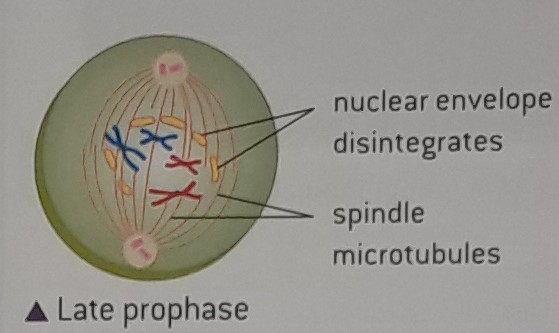 nuclear envelope
disintegrates
spindle
microtubules
▲ Late prophase